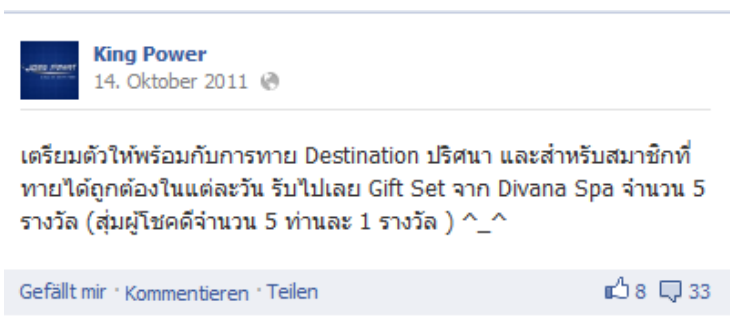 King Power
14. Oktober 2011
เตรียมตัวให้พร้อมกับการทาย Destination ปริศนา และสำหรับสมาชิกที่
ทายได้ถูกต้องในแต่ละวัน รับไปเลย Gift Set จาก Divana Spa จำนวน 5
รางวัล (สุ่มผู้โชคดีจำนวน 5 ท่านละ 1 รางวัล ) ^_^
Gefällt mir · Kommentieren · Teilen 8 33